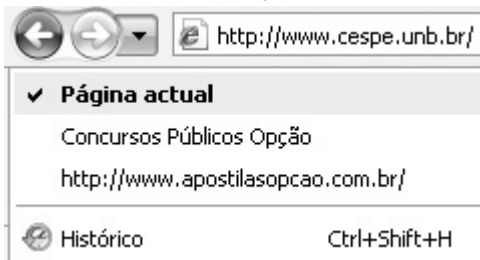 http://www.cespe.unb.br/
Página actual
Concursos Públicos Opção
http://www.apostilasopcao.com.br/
Histórico Ctrl+Shift+H